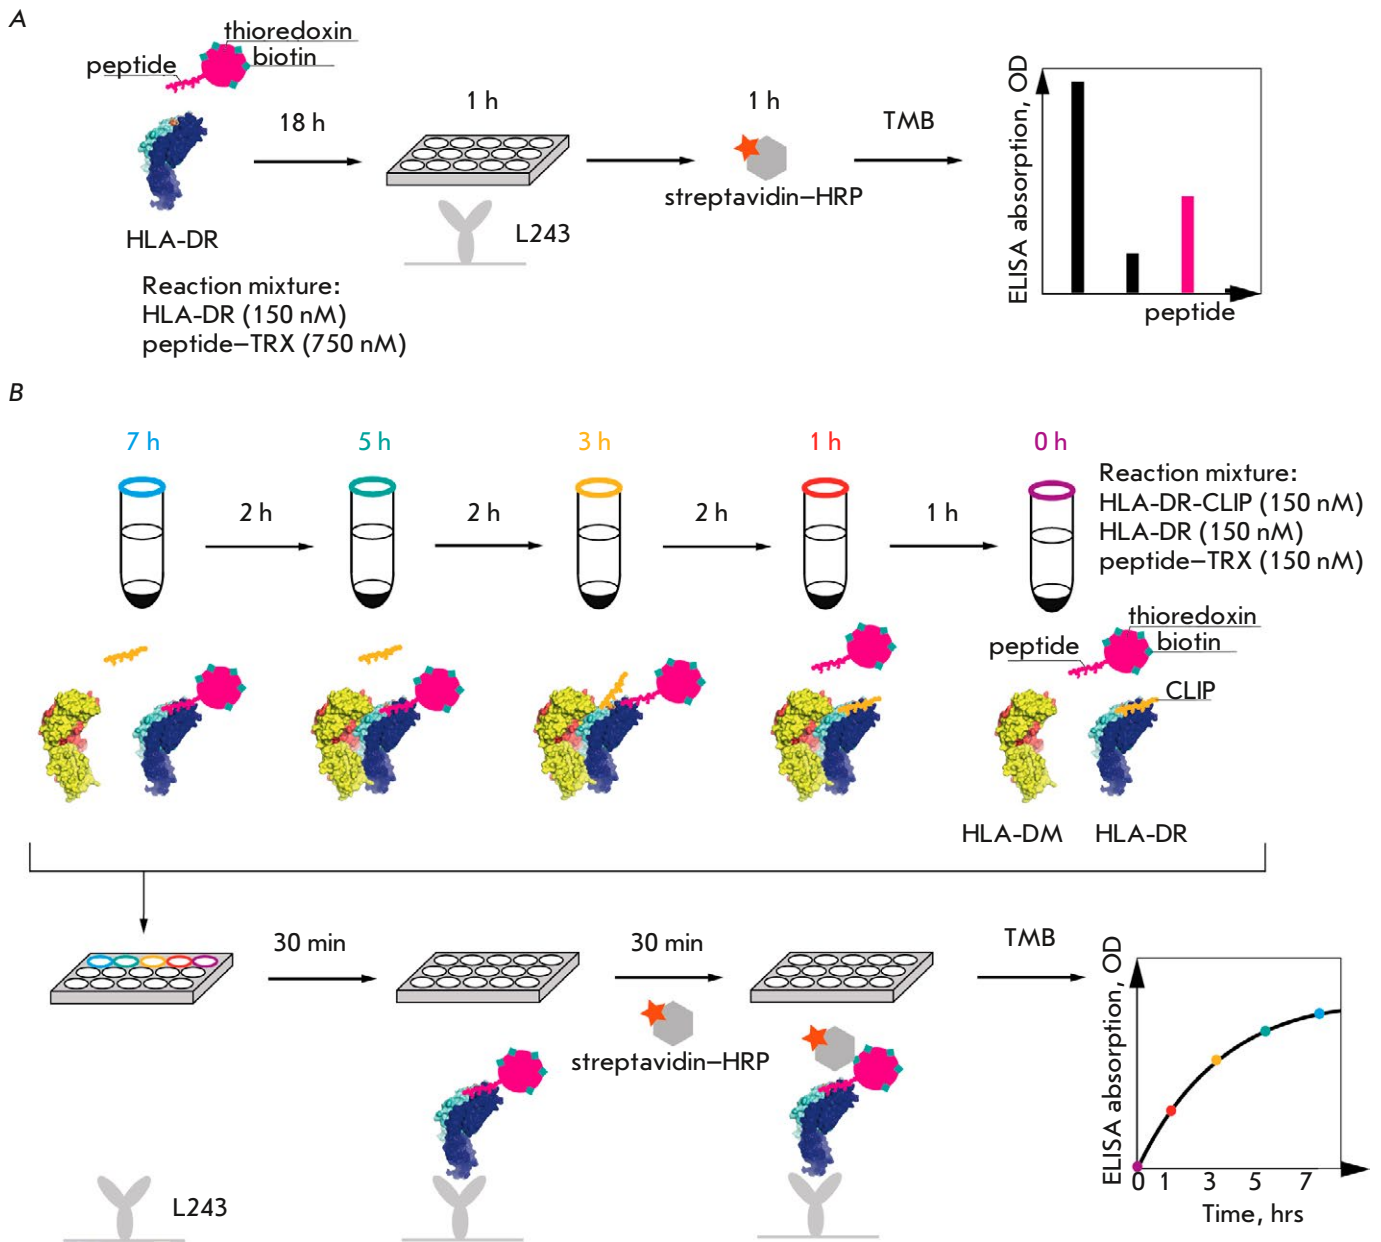 A
thioredoxin
biotin
peptide
18 h
1 h
1 h
TMB
streptavidin–HRP
L243
HLA-DR
Reaction mixture:
HLA-DR (150 nM)
peptide–TRX (750 nM)
ELISA absorption, OD
peptide
B
7 h
5 h
3 h
1 h
0 h
2 h
2 h
2 h
1 h
Reaction mixture:
HLA-DR-CLIP (150 nM)
HLA-DR (150 nM)
peptide–TRX (150 nM)
thioredoxin
biotin
peptide
CLIP
HLA-DM
HLA-DR
30 min
30 min
TMB
streptavidin–HRP
L243
ELISA absorption, OD
0 1 3 5 7
Time, hrs